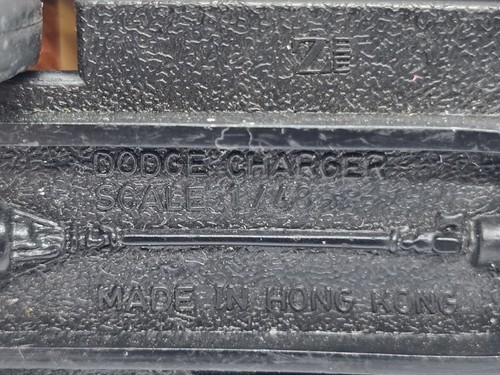 DODGE CHARGER
SCALE 1/43
MADE IN HONG KONG